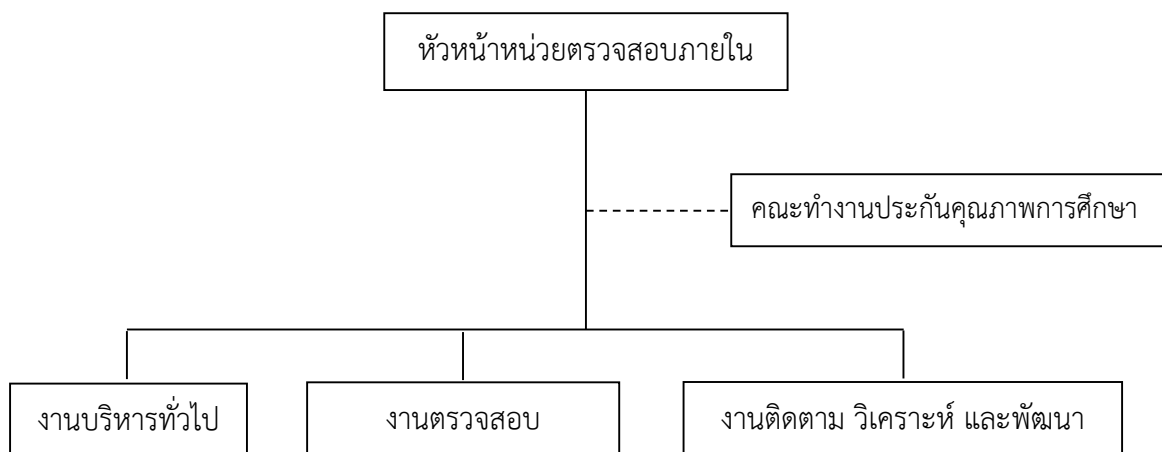 หัวหน้าหน่วยตรวจสอบภายใน
คณะทำงานประกันคุณภาพการศึกษา
งานบริหารทั่วไป
งานตรวจสอบ
งานติดตาม วิเคราะห์ และพัฒนา